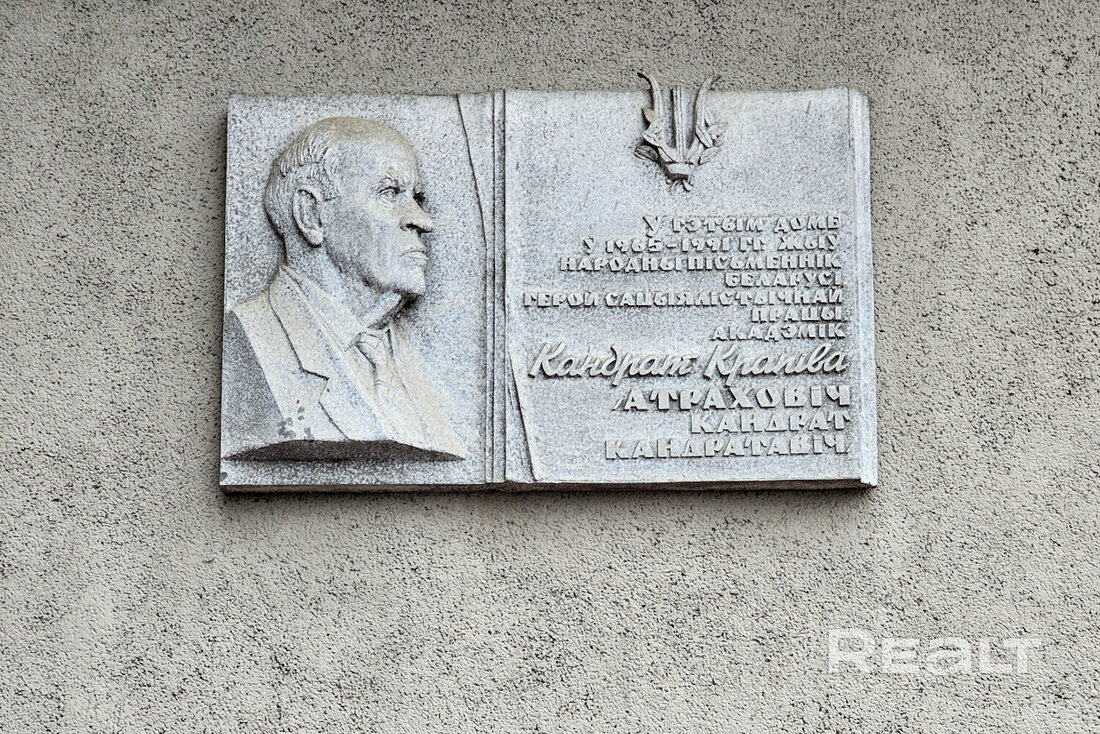 У ГЭТЫМ ДОМЕ
Ў 1965-1991 ГГ. ЖЫЎ
НАРОДНЫ ПІСЬМЕННІК
БЕЛАРУСІ
ГЕРОЙ САЦЫЯЛІСТЫЧНАЙ
ПРАЦЫ
АКАДЭМІК
Кандрат Крапіва
/АТРАХОВІЧ
КАНДРАТ
КАНДРАТАВІЧ/
REALT